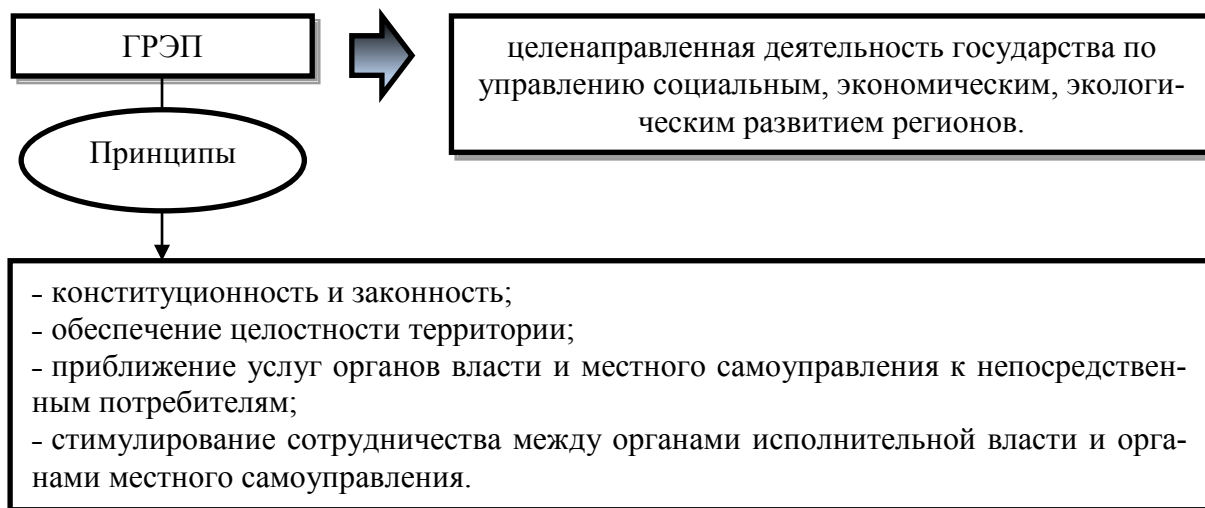 ГРЭП
целенаправленная деятельность государства по
управлению социальным, экономическим, экологи-
ческим развитием регионов.
Принципы
- конституционность и законность;
- обеспечение целостности территории;
- приближение услуг органов власти и местного самоуправления к непосредствен-
ным потребителям;
- стимулирование сотрудничества между органами исполнительной власти и орга-
нами местного самоуправления.